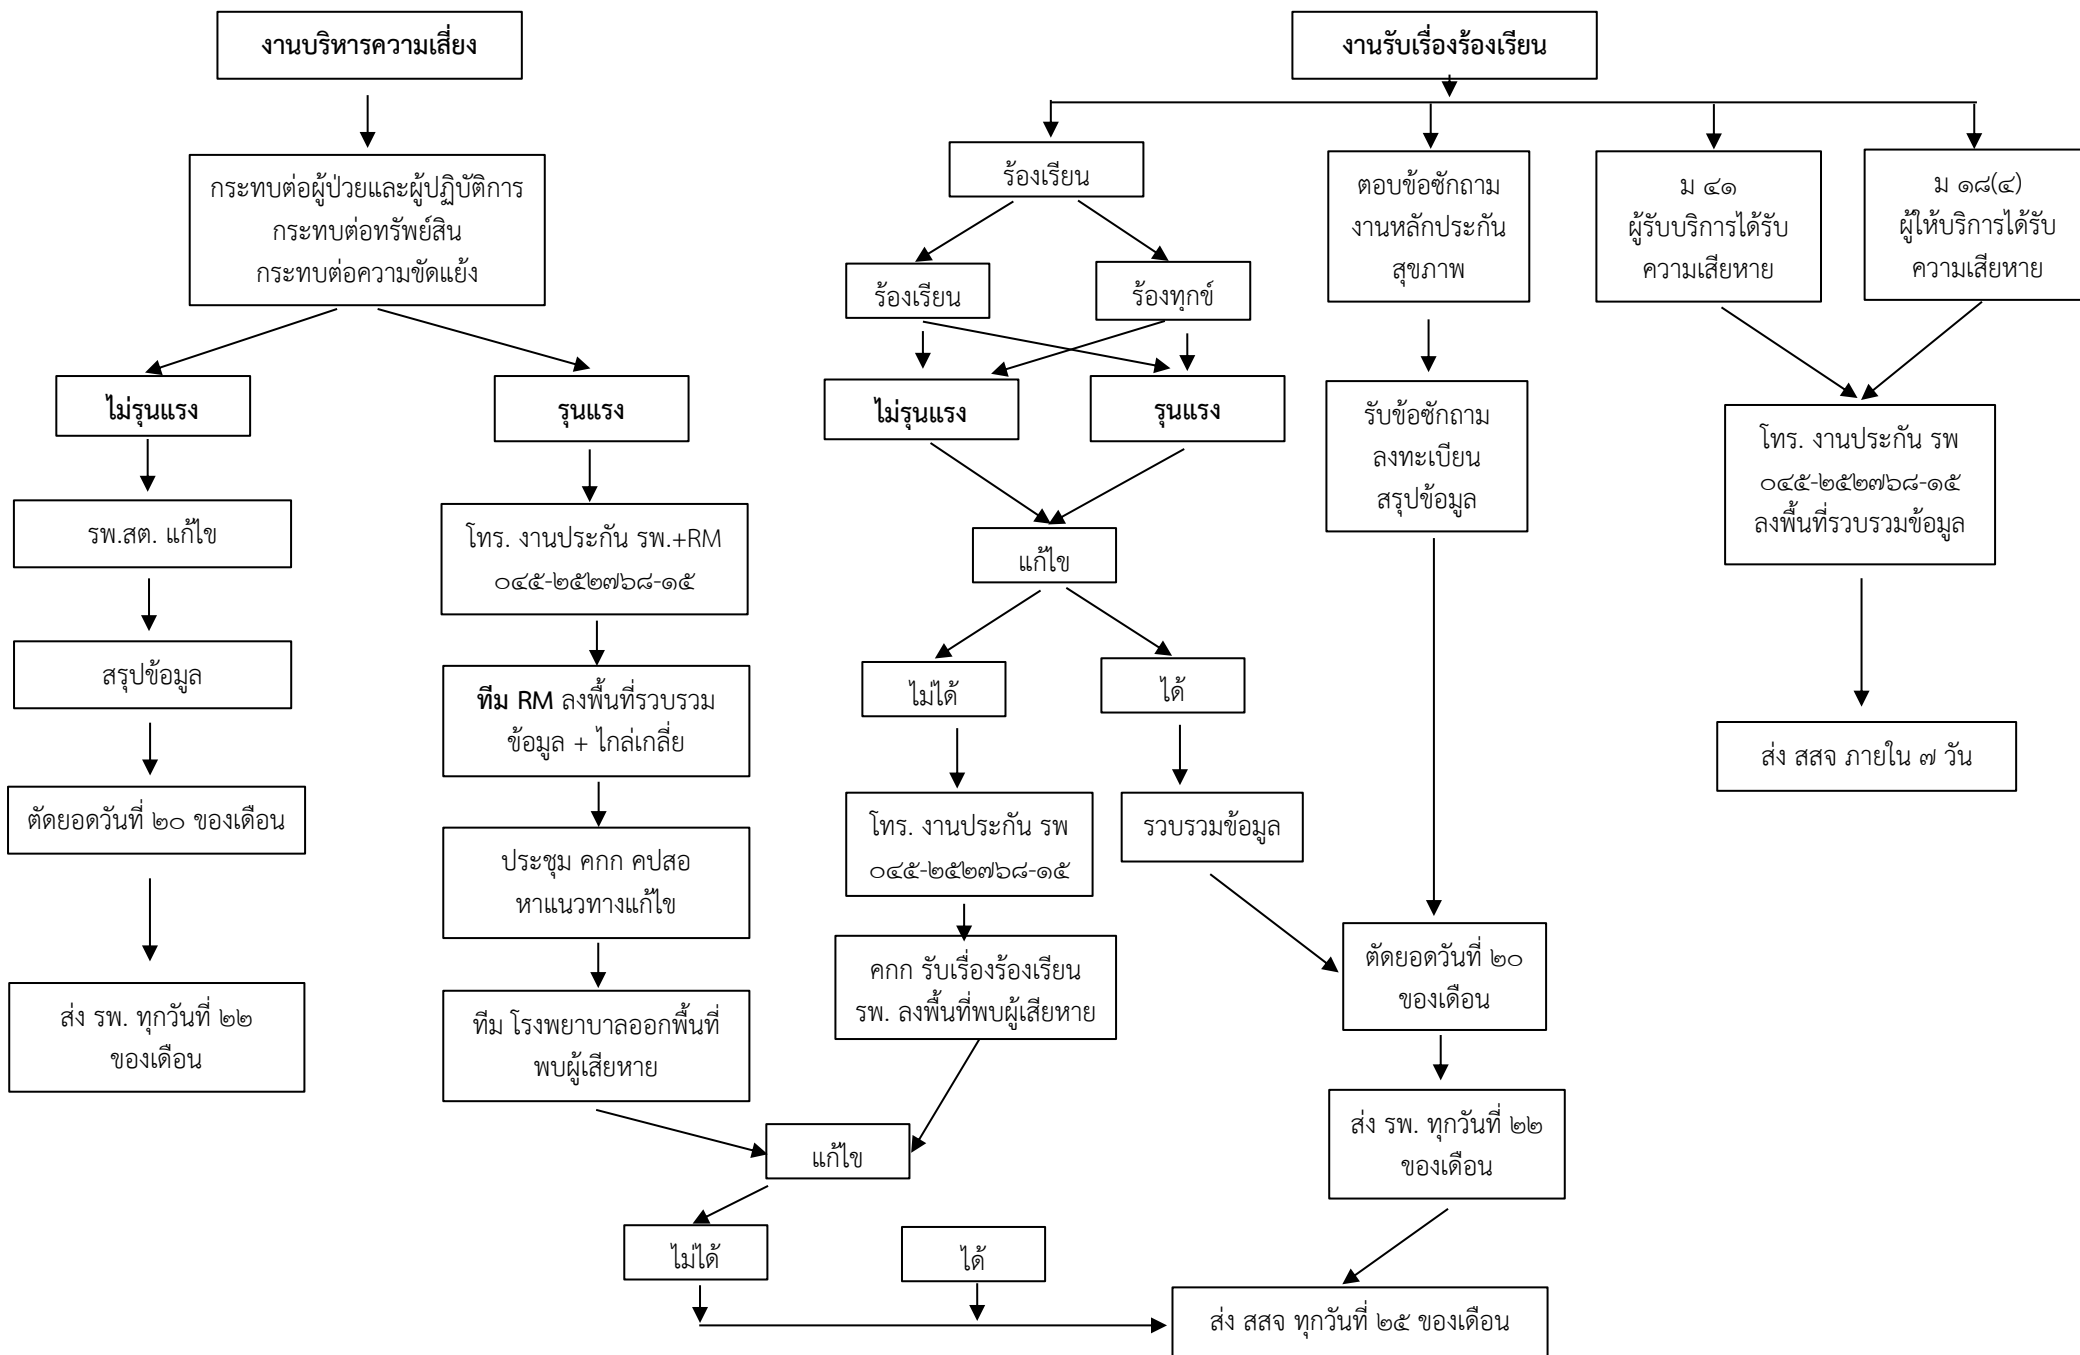 งานบริหารความเสี่ยง
กระทบต่อผู้ป่วยและผู้ปฏิบัติการ
กระทบต่อทรัพย์สิน
กระทบต่อความขัดแย้ง
ไม่รุนแรง
รพ.สต. แก้ไข
สรุปข้อมูล
ตัดยอดวันที่ ๒๐ ของเดือน
ส่ง รพ. ทุกวันที่ ๒๒
ของเดือน
รุนแรง
โทร. งานประกัน รพ.+RM
๐๔๕-๒๕๒๗๖๘-๑๕
ทีม RM ลงพื้นที่รวบรวม
ข้อมูล + ไกล่เกลี่ย
ประชุม คกก คปสอ
หาแนวทางแก้ไข
ทีม โรงพยาบาลออกพื้นที่
พบผู้เสียหาย
งานรับเรื่องร้องเรียน
ร้องเรียน
ร้องเรียน
ร้องทุกข์
ไม่รุนแรง
รุนแรง
แก้ไข
ไม่ได้
ได้
โทร. งานประกัน รพ
๐๔๕-๒๕๒๗๖๘-๑๕
รวบรวมข้อมูล
คกก รับเรื่องร้องเรียน
รพ. ลงพื้นที่พบผู้เสียหาย
แก้ไข
ไม่ได้
ได้
ตอบข้อซักถาม
งานหลักประกัน
สุขภาพ
รับข้อซักถาม
ลงทะเบียน
สรุปข้อมูล
ตัดยอดวันที่ ๒๐
ของเดือน
ส่ง รพ. ทุกวันที่ ๒๒
ของเดือน
ส่ง สสจ ทุกวันที่ ๒๕ ของเดือน
ม ๔๑
ผู้รับบริการได้รับ
ความเสียหาย
ม ๑๘(๔)
ผู้ให้บริการได้รับ
ความเสียหาย
โทร. งานประกัน รพ
๐๔๕-๒๕๒๗๖๘-๑๕
ลงพื้นที่รวบรวมข้อมูล
ส่ง สสจ ภายใน ๗ วัน